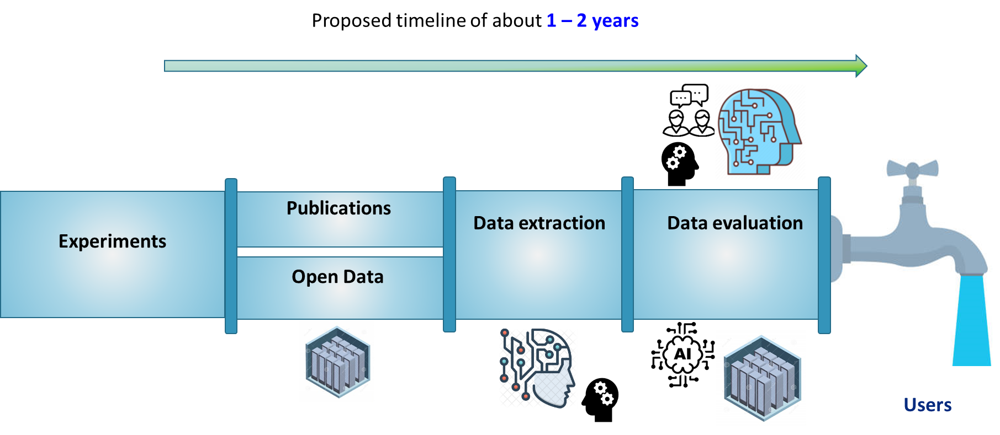 Proposed timeline of about 1 – 2 years
Experiments
Publications
Open Data
Data extraction
Data evaluation
AI
Users